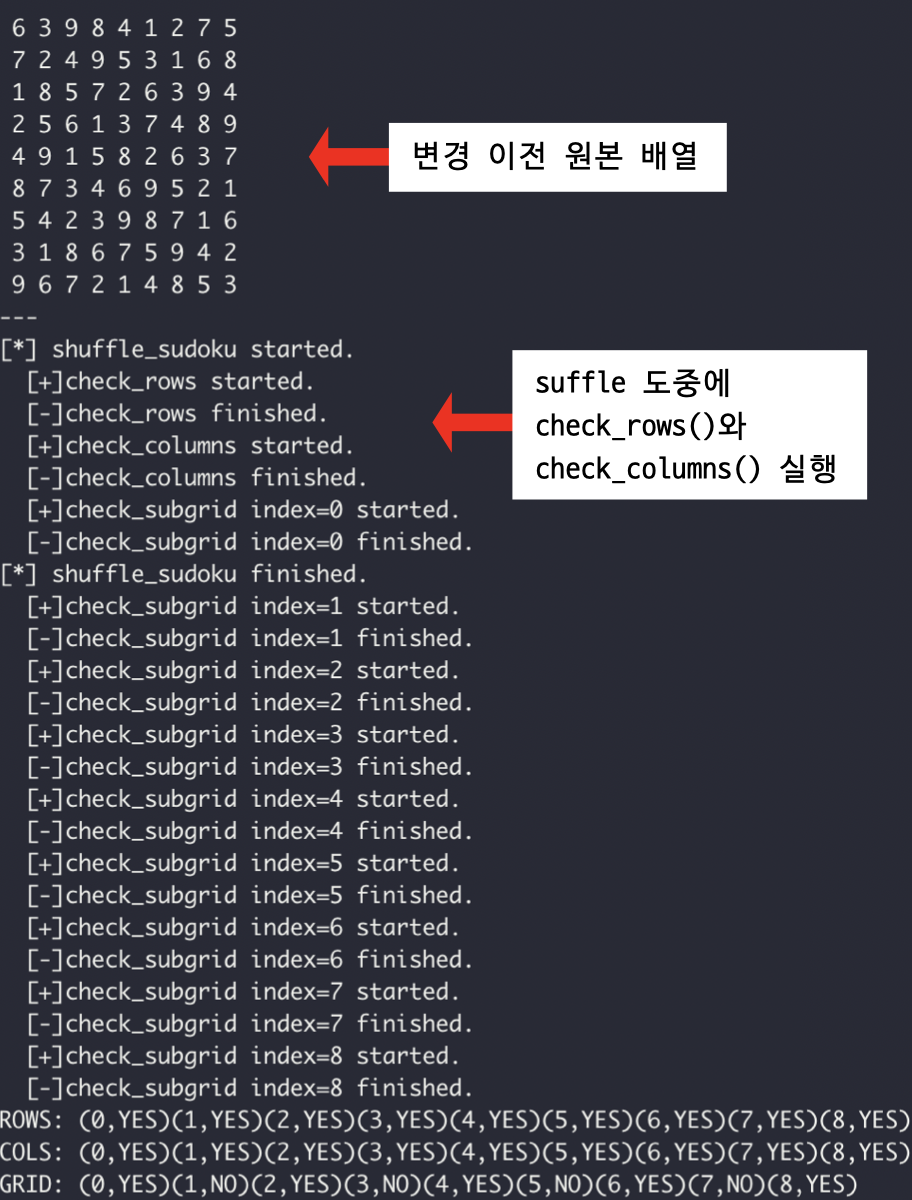 6 3 9 8 4 1 2 7 5
7 2 4 9 5 3 1 6 8
1 8 5 7 2 6 3 9 4
2 5 6 1 3 7 4 8 9
4 9 1 5 8 2 6 3 7
8 7 3 4 6 9 5 2 1
5 4 2 3 9 8 7 1 6
3 1 8 6 7 5 9 4 2
9 6 7 2 1 4 8 5 3
변경 이전 원본 배열
---
[*] shuffle_sudoku started.
[+]check_rows started.
[-]check_rows finished.
[+]check_columns started.
[-]check_columns finished.
[+]check_subgrid index=0 started.
[-]check_subgrid index=0 finished.
suffle 도중에
check_rows()와
check_columns() 실행
[*] shuffle_sudoku finished.
[+]check_subgrid index=1 started.
[-]check_subgrid index=1 finished.
[+]check_subgrid index=2 started.
[-]check_subgrid index=2 finished.
[+]check_subgrid index=3 started.
[-]check_subgrid index=3 finished.
[+]check_subgrid index=4 started.
[-]check_subgrid index=4 finished.
[+]check_subgrid index=5 started.
[-]check_subgrid index=5 finished.
[+]check_subgrid index=6 started.
[-]check_subgrid index=6 finished.
[+]check_subgrid index=7 started.
[-]check_subgrid index=7 finished.
[+]check_subgrid index=8 started.
[-]check_subgrid index=8 finished.
ROWS: (0,YES)(1,YES)(2,YES)(3,YES)(4,YES)(5,YES)(6,YES)(7,YES)(8,YES)
COLS: (0,YES)(1,YES)(2,YES)(3,YES)(4,YES)(5,YES)(6,YES)(7,YES)(8,YES)
GRID: (0,YES)(1,NO)(2,YES)(3,NO)(4,YES)(5,NO)(6,YES)(7,NO)(8,YES)